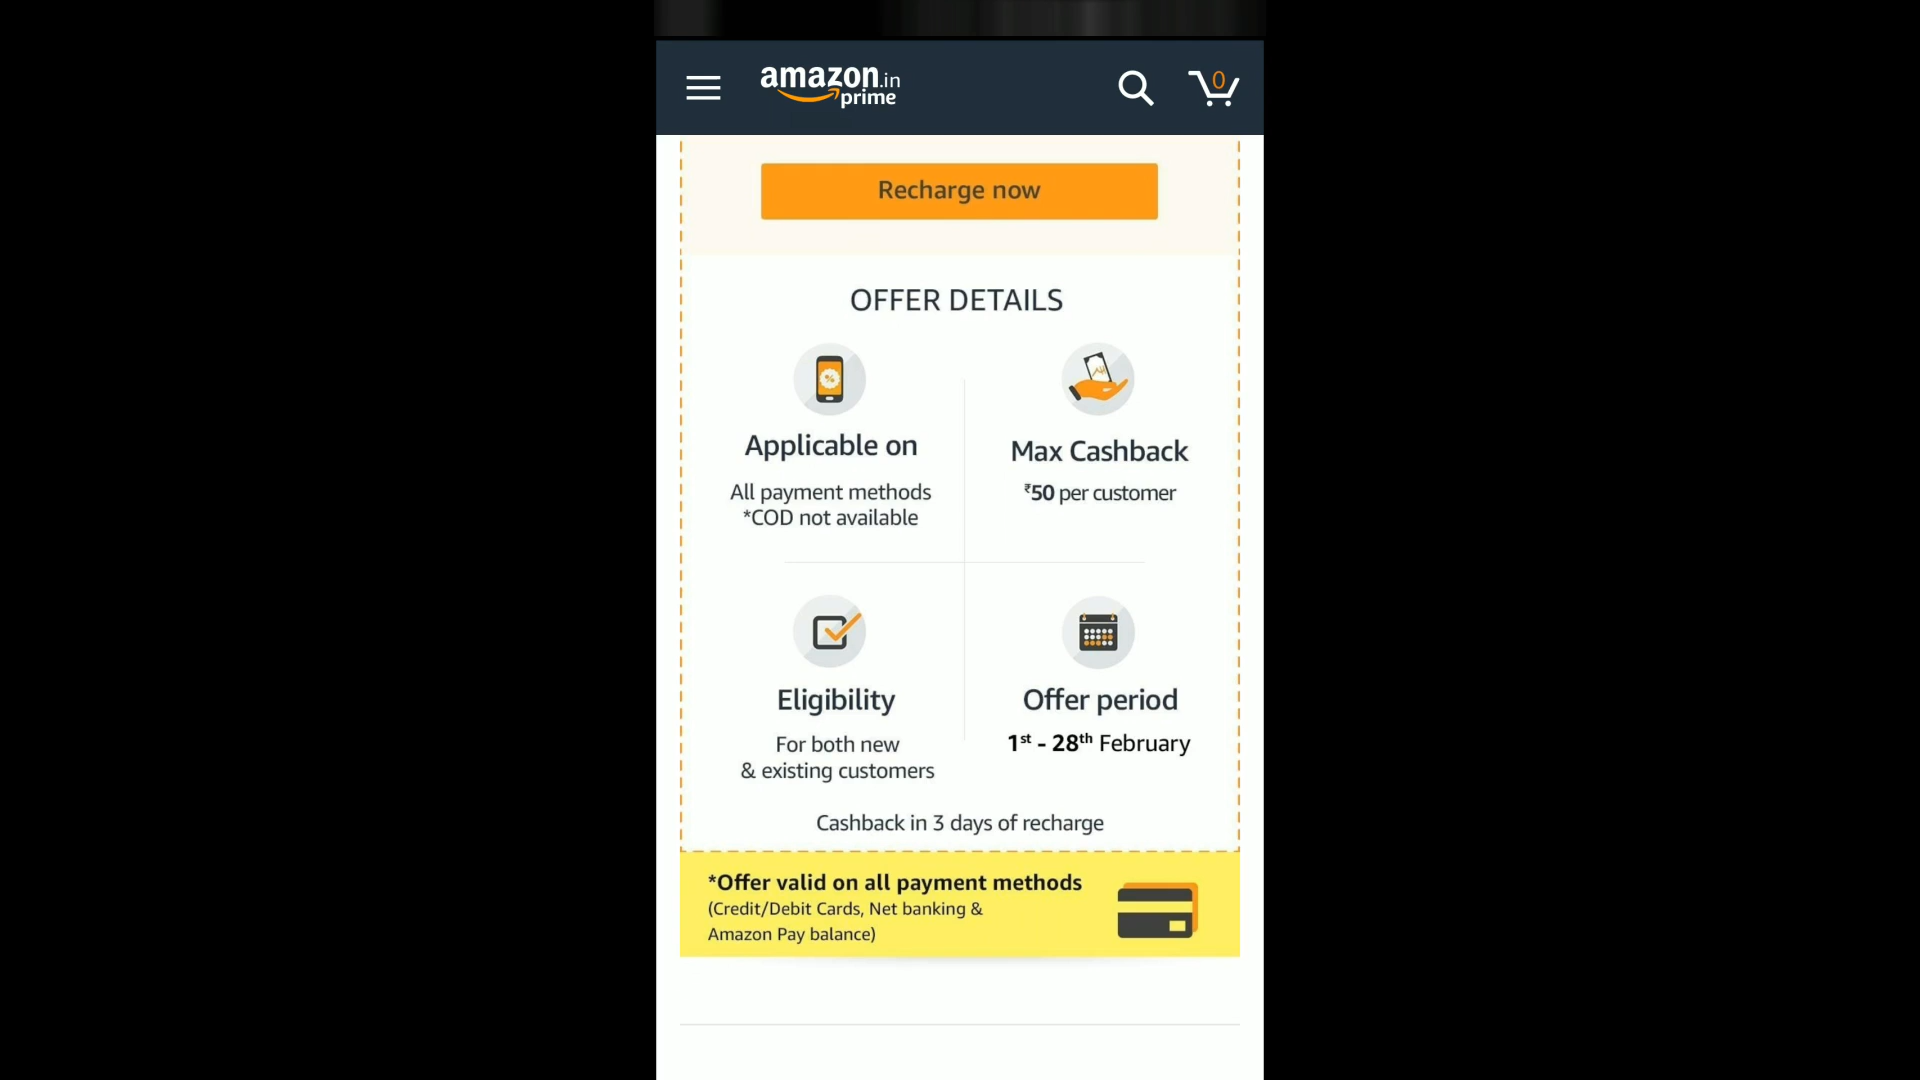 amazon.in
prime
0
Recharge now
OFFER DETAILS
Applicable on
All payment methods
*COD not available
Max Cashback
₹50 per customer
Eligibility
For both new
& existing customers
Offer period
1st - 28th February
Cashback in 3 days of recharge
*Offer valid on all payment methods
(Credit/Debit Cards, Net banking &
Amazon Pay balance)